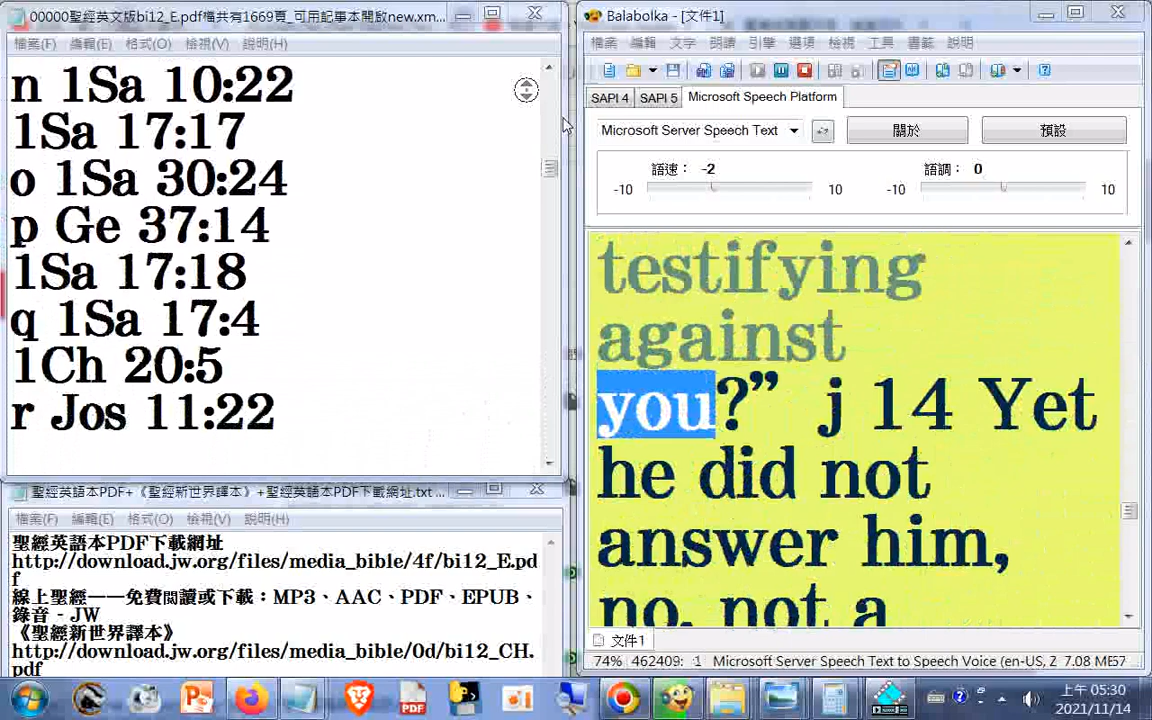 00000聖經英文版bi12_E.pdf檔共有1669頁_可用記事本開啟new.xm...
檔案(F) 編輯(E) 格式(O) 檢視(V) 說明(H)
n 1Sa 10:22
1Sa 17:17
o 1Sa 30:24
p Ge 37:14
1Sa 17:18
q 1Sa 17:4
1Ch 20:5
r Jos 11:22
聖經英語本PDF+《聖經新世界譯本》+聖經英語本PDF下載網址.txt ...
檔案(F) 編輯(E) 格式(O) 檢視(V) 說明(H)
聖經英語本PDF下載網址
http://download.jw.org/files/media_bible/4f/bi12_E.pd
f
線上聖經——免費閱讀或下載：MP3、AAC、PDF、EPUB、
錄音 - JW
《聖經新世界譯本》
http://download.jw.org/files/media_bible/0d/bi12_CH.
pdf
Balabolka - [文件1]
檔案 編輯 文字 朗讀 引擎 選項 檢視 工具 書籤 說明
SAPI 4 SAPI 5 Microsoft Speech Platform
Microsoft Server Speech Text 關於 預設
語速： -2 語調： 0
-10 10 -10 10
testifying
against
you?” j 14 Yet
he did not
answer him,
no, not a
文件1
74% 462409: 1 Microsoft Server Speech Text to Speech Voice (en-US, Z 7.08 ME57
上午 05:30
2021/11/14